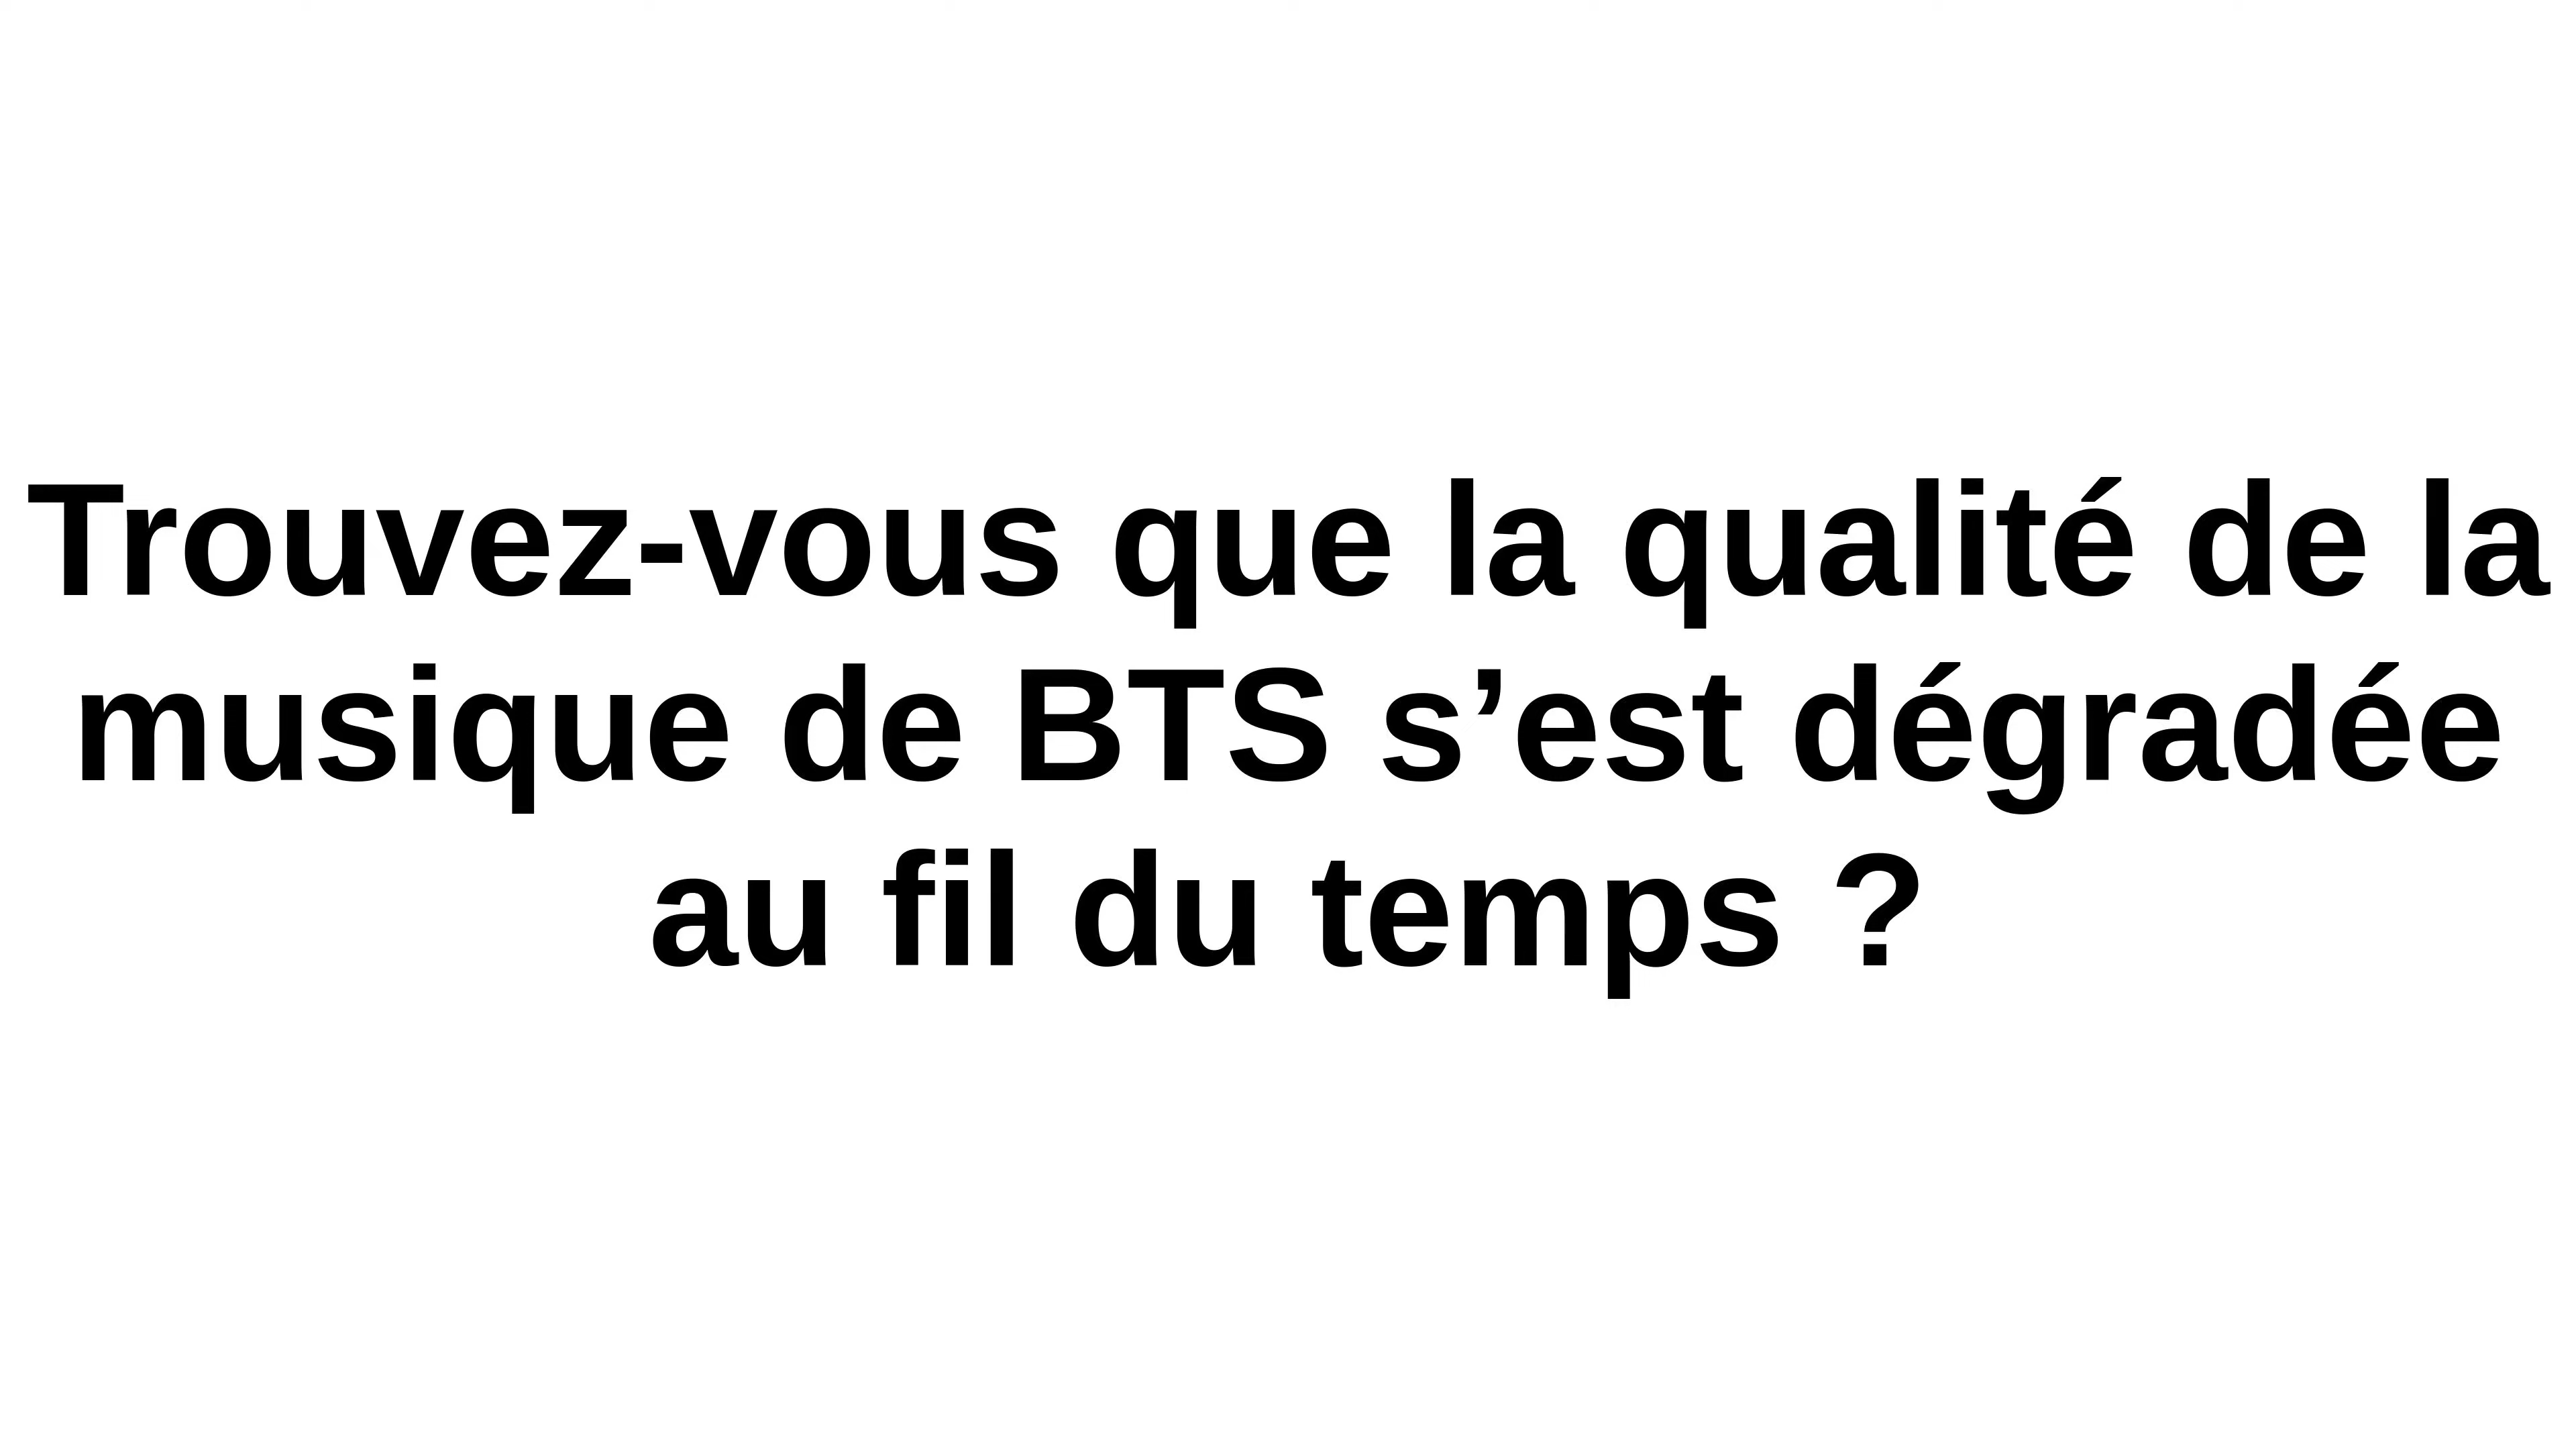 Trouvez-vous que la qualité de la
musique de BTS s’est dégradée
au fil du temps ?